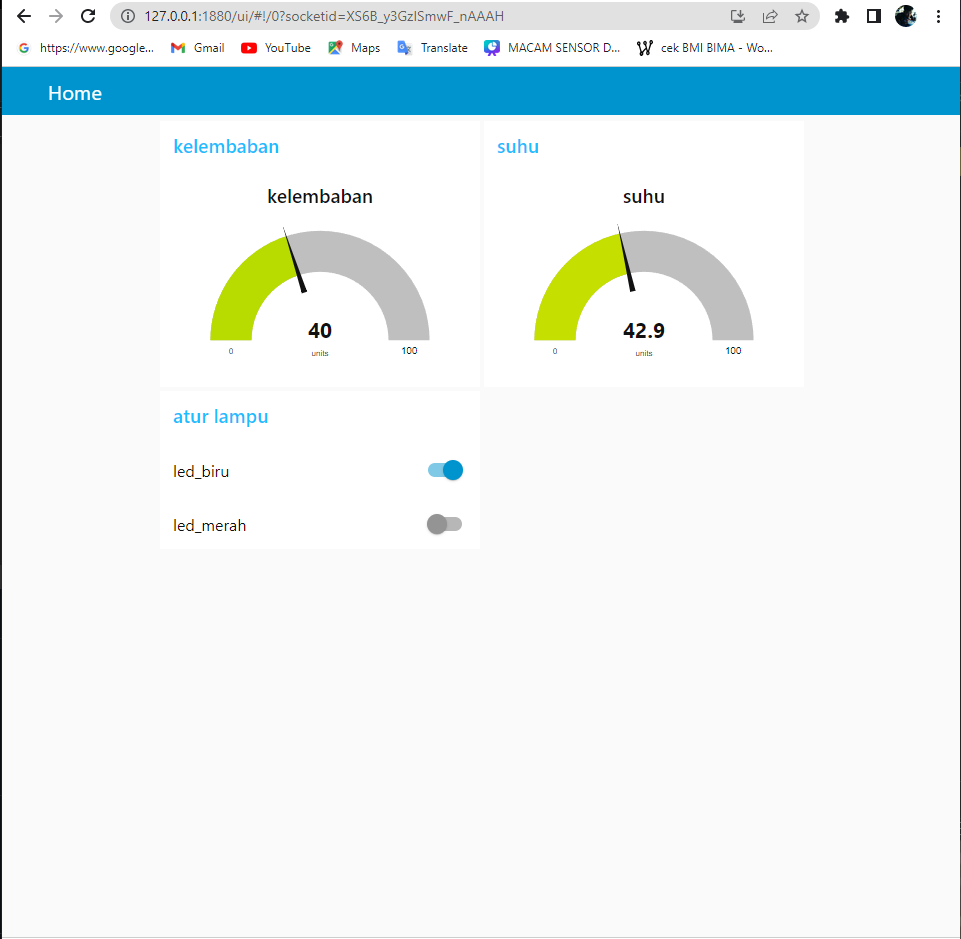 127.0.0.1:1880/ui/#!/0?socketid=XS6B_y3GzISmwF_nAAAH
https://www.google... Gmail YouTube Maps Translate MACAM SENSOR D... cek BMI BIMA - Wo...
Home
kelembaban
kelembaban
40
units
0
100
suhu
suhu
42.9
units
0
100
atur lampu
led_biru
led_merah